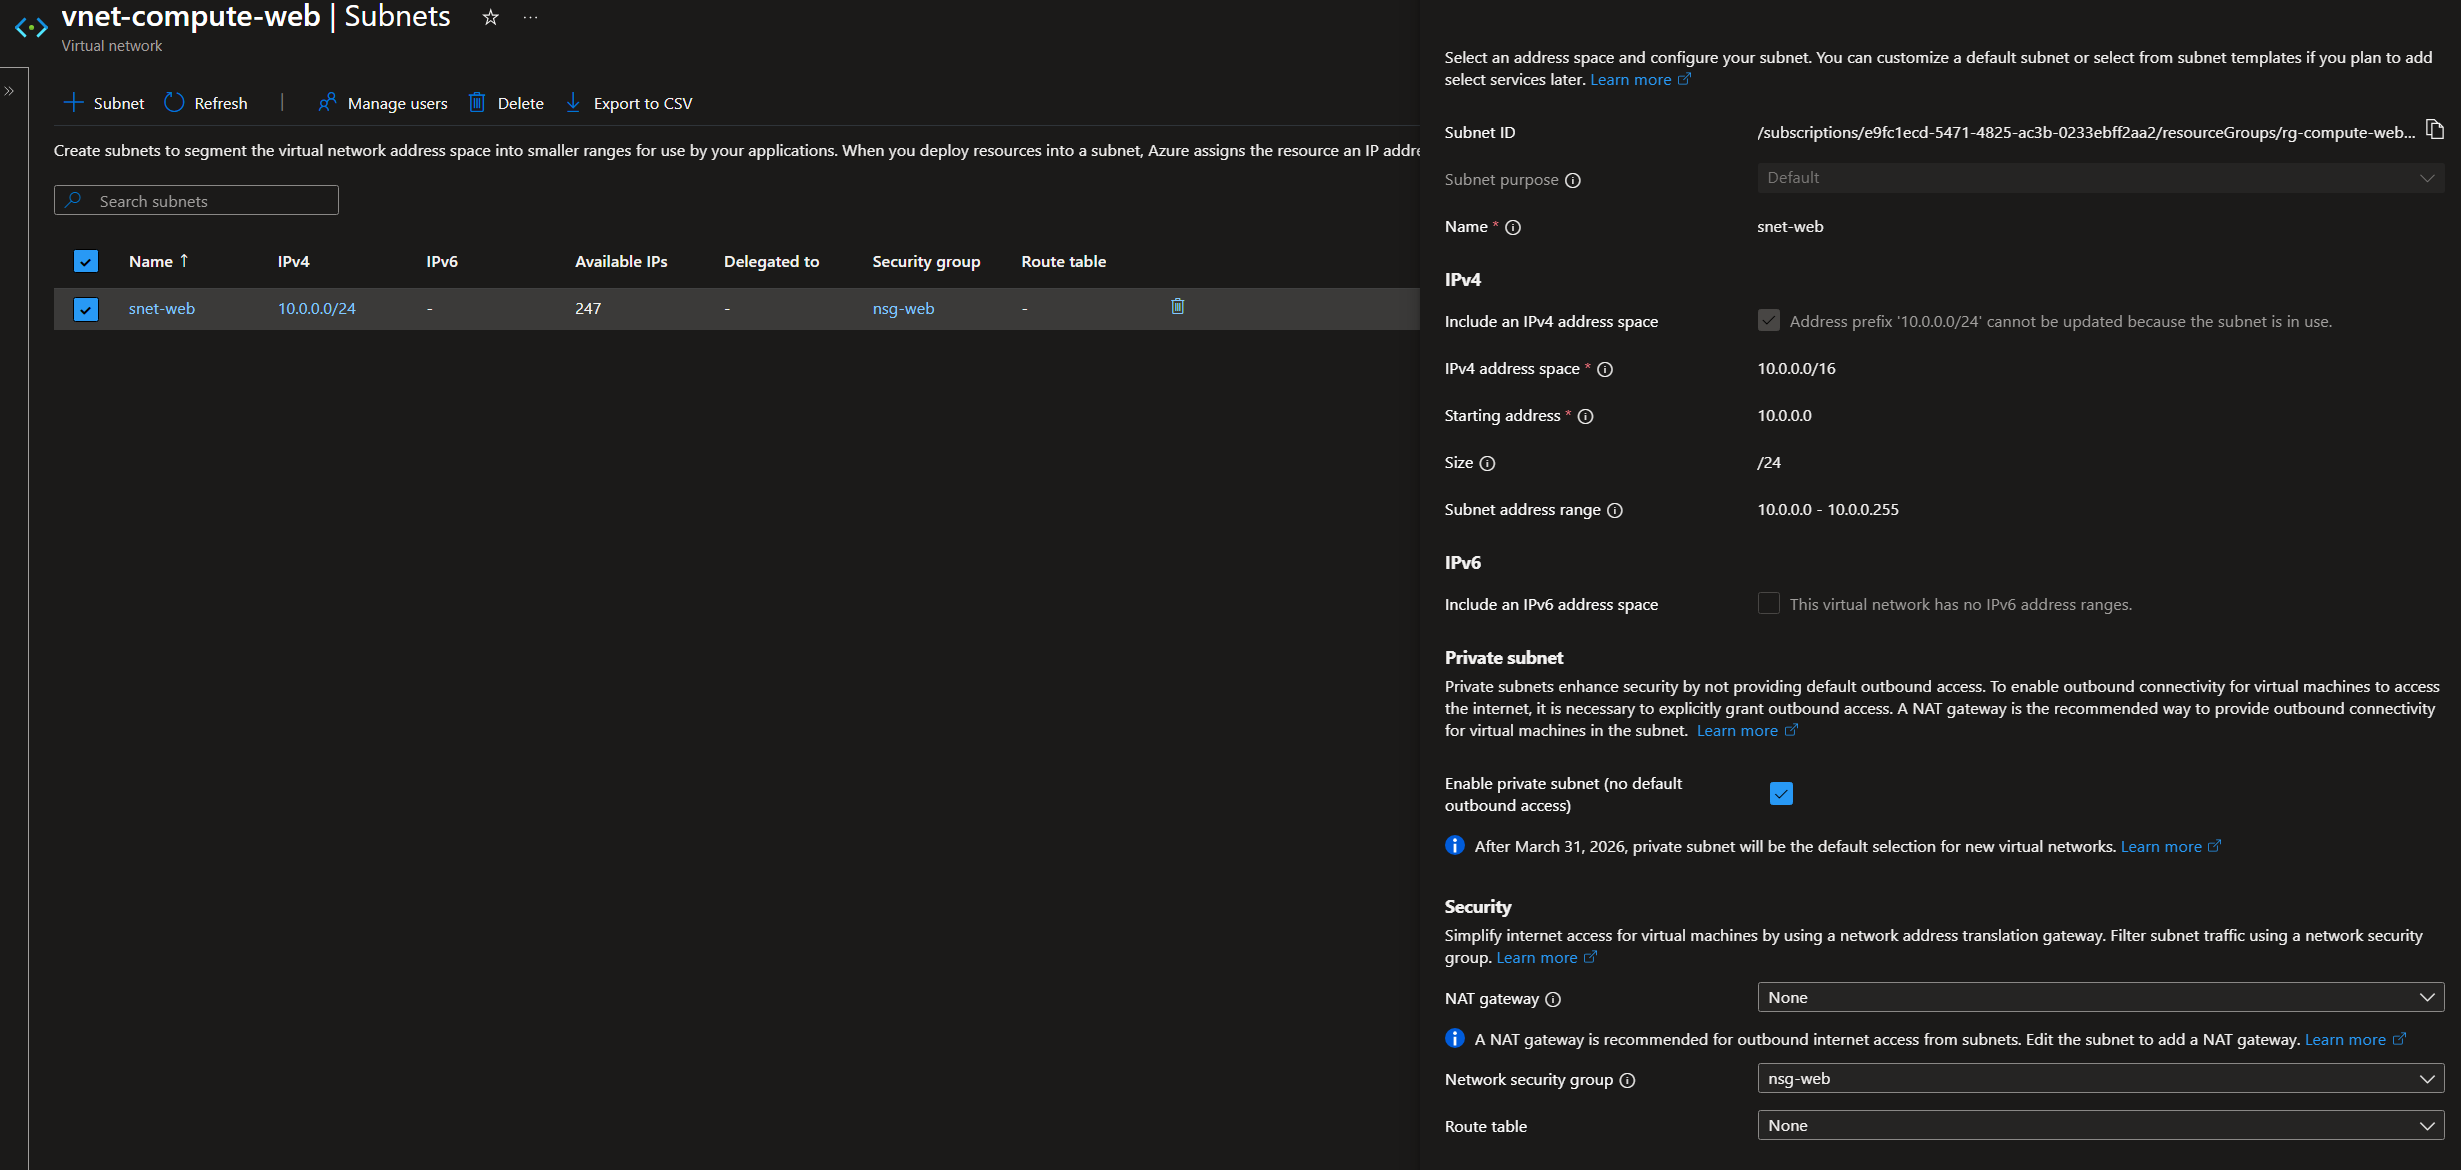 vnet-compute-web | Subnets
Virtual network
Subnet
Refresh
Manage users
Delete
Export to CSV
Create subnets to segment the virtual network address space into smaller ranges for use by your applications. When you deploy resources into a subnet, Azure assigns the resource an IP addre
Search subnets
Name ↑ IPv4 IPv6 Available IPs Delegated to Security group Route table
snet-web 10.0.0.0/24 - 247 - nsg-web -
Select an address space and configure your subnet. You can customize a default subnet or select from subnet templates if you plan to add
select services later. Learn more
Subnet ID /subscriptions/e9fc1ecd-5471-4825-ac3b-0233ebff2aa2/resourceGroups/rg-compute-web...
Subnet purpose Default
Name * snet-web
IPv4
Include an IPv4 address space Address prefix '10.0.0.0/24' cannot be updated because the subnet is in use.
IPv4 address space * 10.0.0.0/16
Starting address * 10.0.0.0
Size /24
Subnet address range 10.0.0.0 - 10.0.0.255
IPv6
Include an IPv6 address space This virtual network has no IPv6 address ranges.
Private subnet
Private subnets enhance security by not providing default outbound access. To enable outbound connectivity for virtual machines to access
the internet, it is necessary to explicitly grant outbound access. A NAT gateway is the recommended way to provide outbound connectivity
for virtual machines in the subnet. Learn more
Enable private subnet (no default
outbound access)
After March 31, 2026, private subnet will be the default selection for new virtual networks. Learn more
Security
Simplify internet access for virtual machines by using a network address translation gateway. Filter subnet traffic using a network security
group. Learn more
NAT gateway None
A NAT gateway is recommended for outbound internet access from subnets. Edit the subnet to add a NAT gateway. Learn more
Network security group nsg-web
Route table None